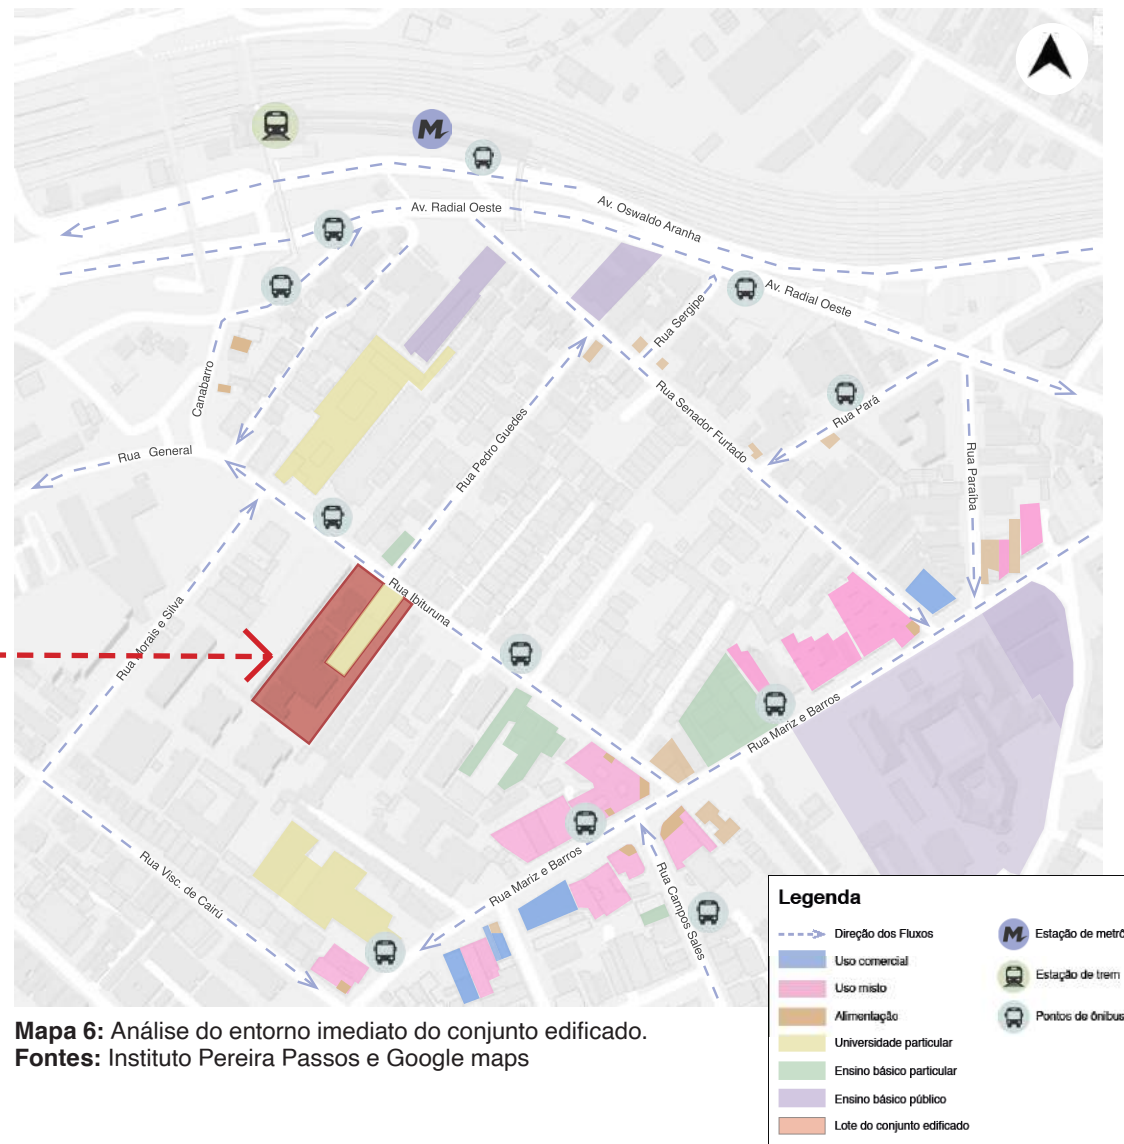 Av. Radial Oeste
Av. Oswaldo Aranha
Av. Radial Oeste
Rua Sergipe
Canabarro
Rua General
Rua Pedro Guedes
Rua Senador Furtado
Rua Pará
Rua Paraiba
Rua Ibituruna
Rua Morais e Silva
Rua Mariz e Barros
Rua Visc. de Cairú
Rua Mariz e Barros
Rua Campos Sales
Legenda
Direção dos Fluxos
Uso comercial
Uso misto
Alimentação
Universidade particular
Ensino básico particular
Ensino básico público
Lote do conjunto edificado
Estação de metrô
Estação de trem
Pontos de ônibus
Mapa 6: Análise do entorno imediato do conjunto edificado.
Fontes: Instituto Pereira Passos e Google maps